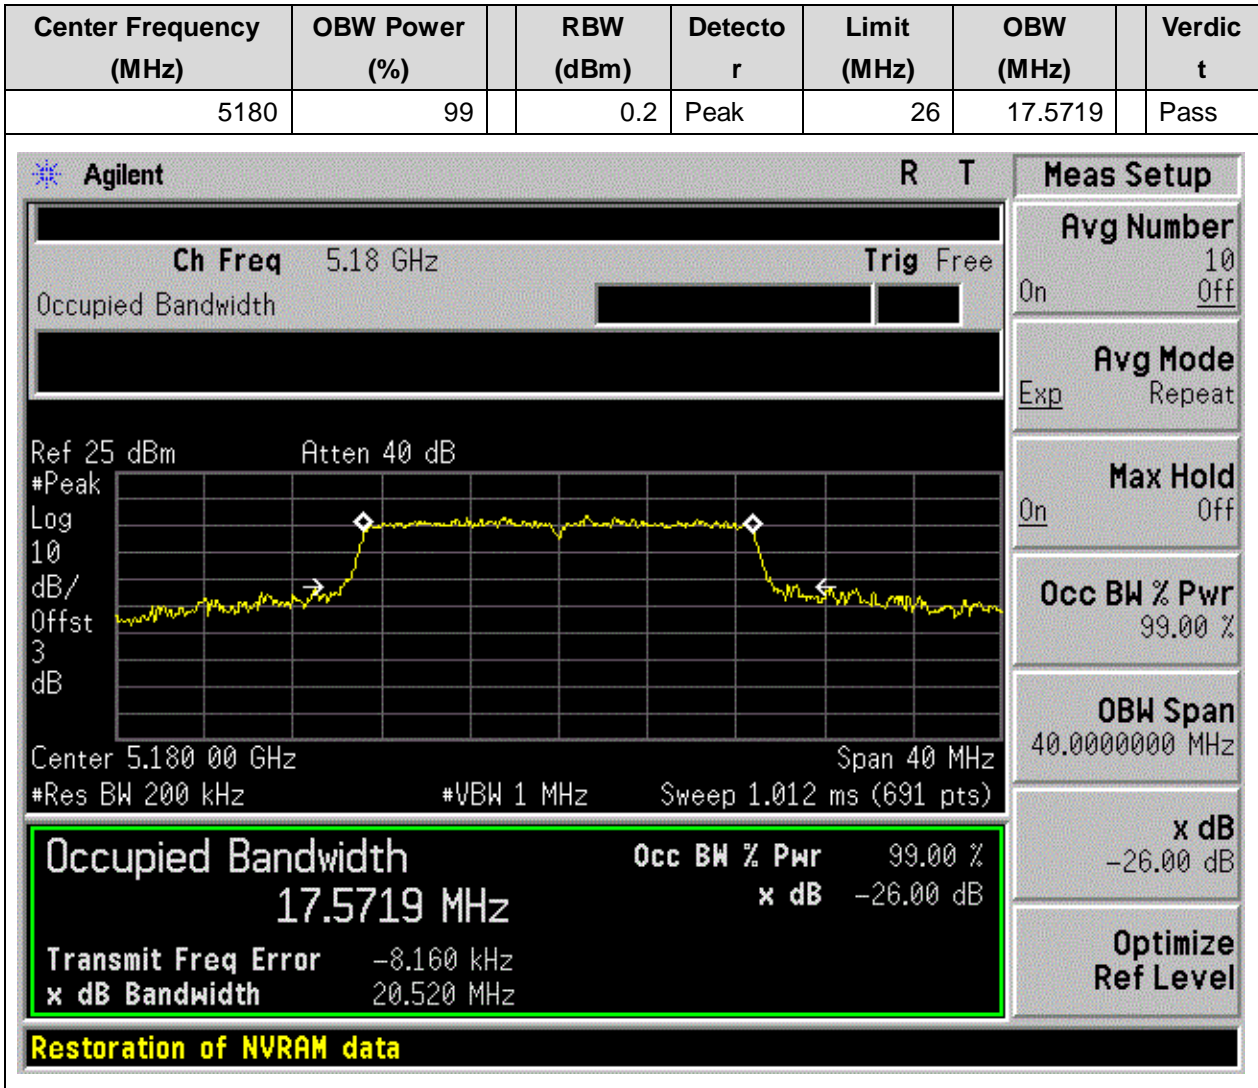 Center Frequency (MHz) OBW Power (%) RBW (dBm) Detector Limit (MHz) OBW (MHz) Verdict
5180 99 0.2 Peak 26 17.5719 Pass
Agilent R T
Ch Freq 5.18 GHz Trig Free
Occupied Bandwidth
Ref 25 dBm Atten 40 dB
#Peak
Log
10
dB/
Offst
3
dB
Center 5.180 00 GHz Span 40 MHz
#Res BW 200 kHz #VBW 1 MHz Sweep 1.012 ms (691 pts)
Occupied Bandwidth Occ BW % Pwr 99.00 %
17.5719 MHz x dB -26.00 dB
Transmit Freq Error -8.160 kHz
x dB Bandwidth 20.520 MHz
Restoration of NVRAM data
Meas Setup
Avg Number
10
On Off
Avg Mode
Exp Repeat
Max Hold
On Off
Occ BW % Pwr
99.00 %
OBW Span
40.0000000 MHz
x dB
-26.00 dB
Optimize
Ref Level